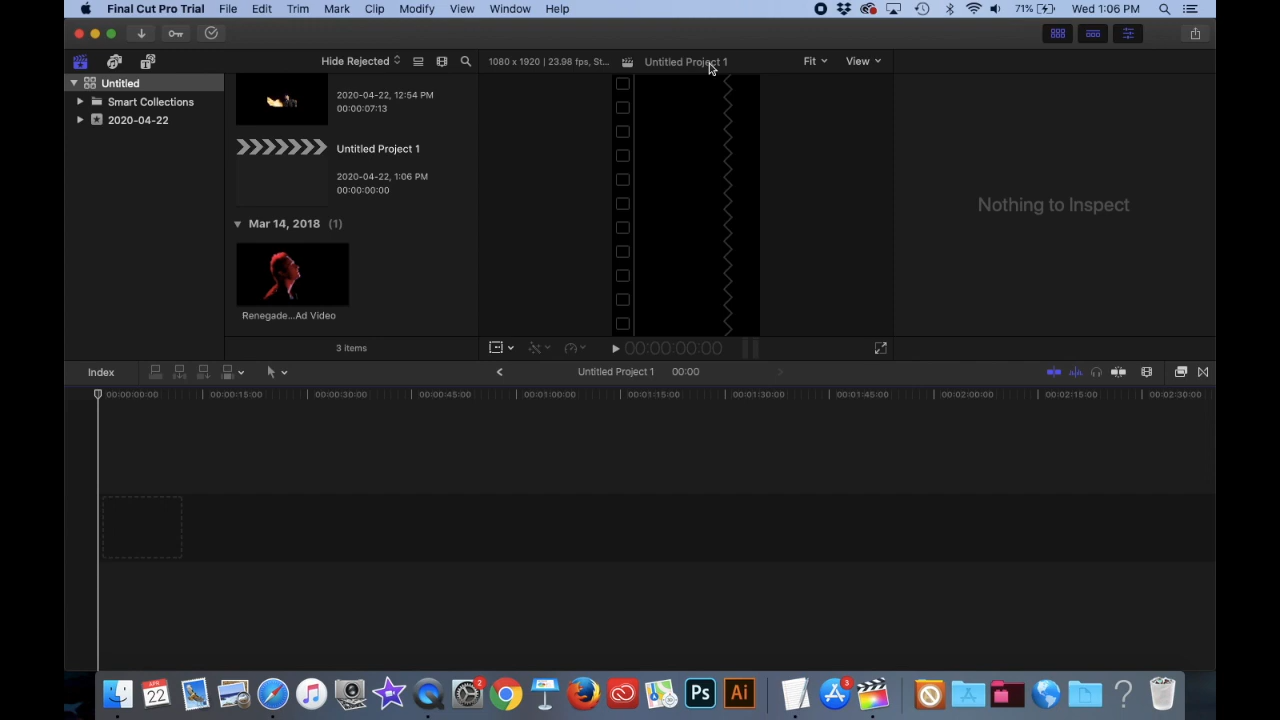 Final Cut Pro Trial File Edit Trim Mark Clip Modify View Window Help 71% Wed 1:06 PM
Hide Rejected 1080 x 1920 | 23.98 fps, St... Untitled Project 1 Fit View
Untitled
Smart Collections
2020-04-22
2020-04-22, 12:54 PM
00:00:07:13
Untitled Project 1
2020-04-22, 1:06 PM
00:00:00:00
Mar 14, 2018 (1)
Renegade...Ad Video
3 items
00:00:00:00
Nothing to Inspect
Index Untitled Project 1 00:00
00:00:00:00 00:00:15:00 00:00:30:00 00:00:45:00 00:01:00:00 00:01:15:00 00:01:30:00 00:01:45:00 00:02:00:00 00:02:15:00 00:02:30:00
APR
22
2
Ps
Ai
3